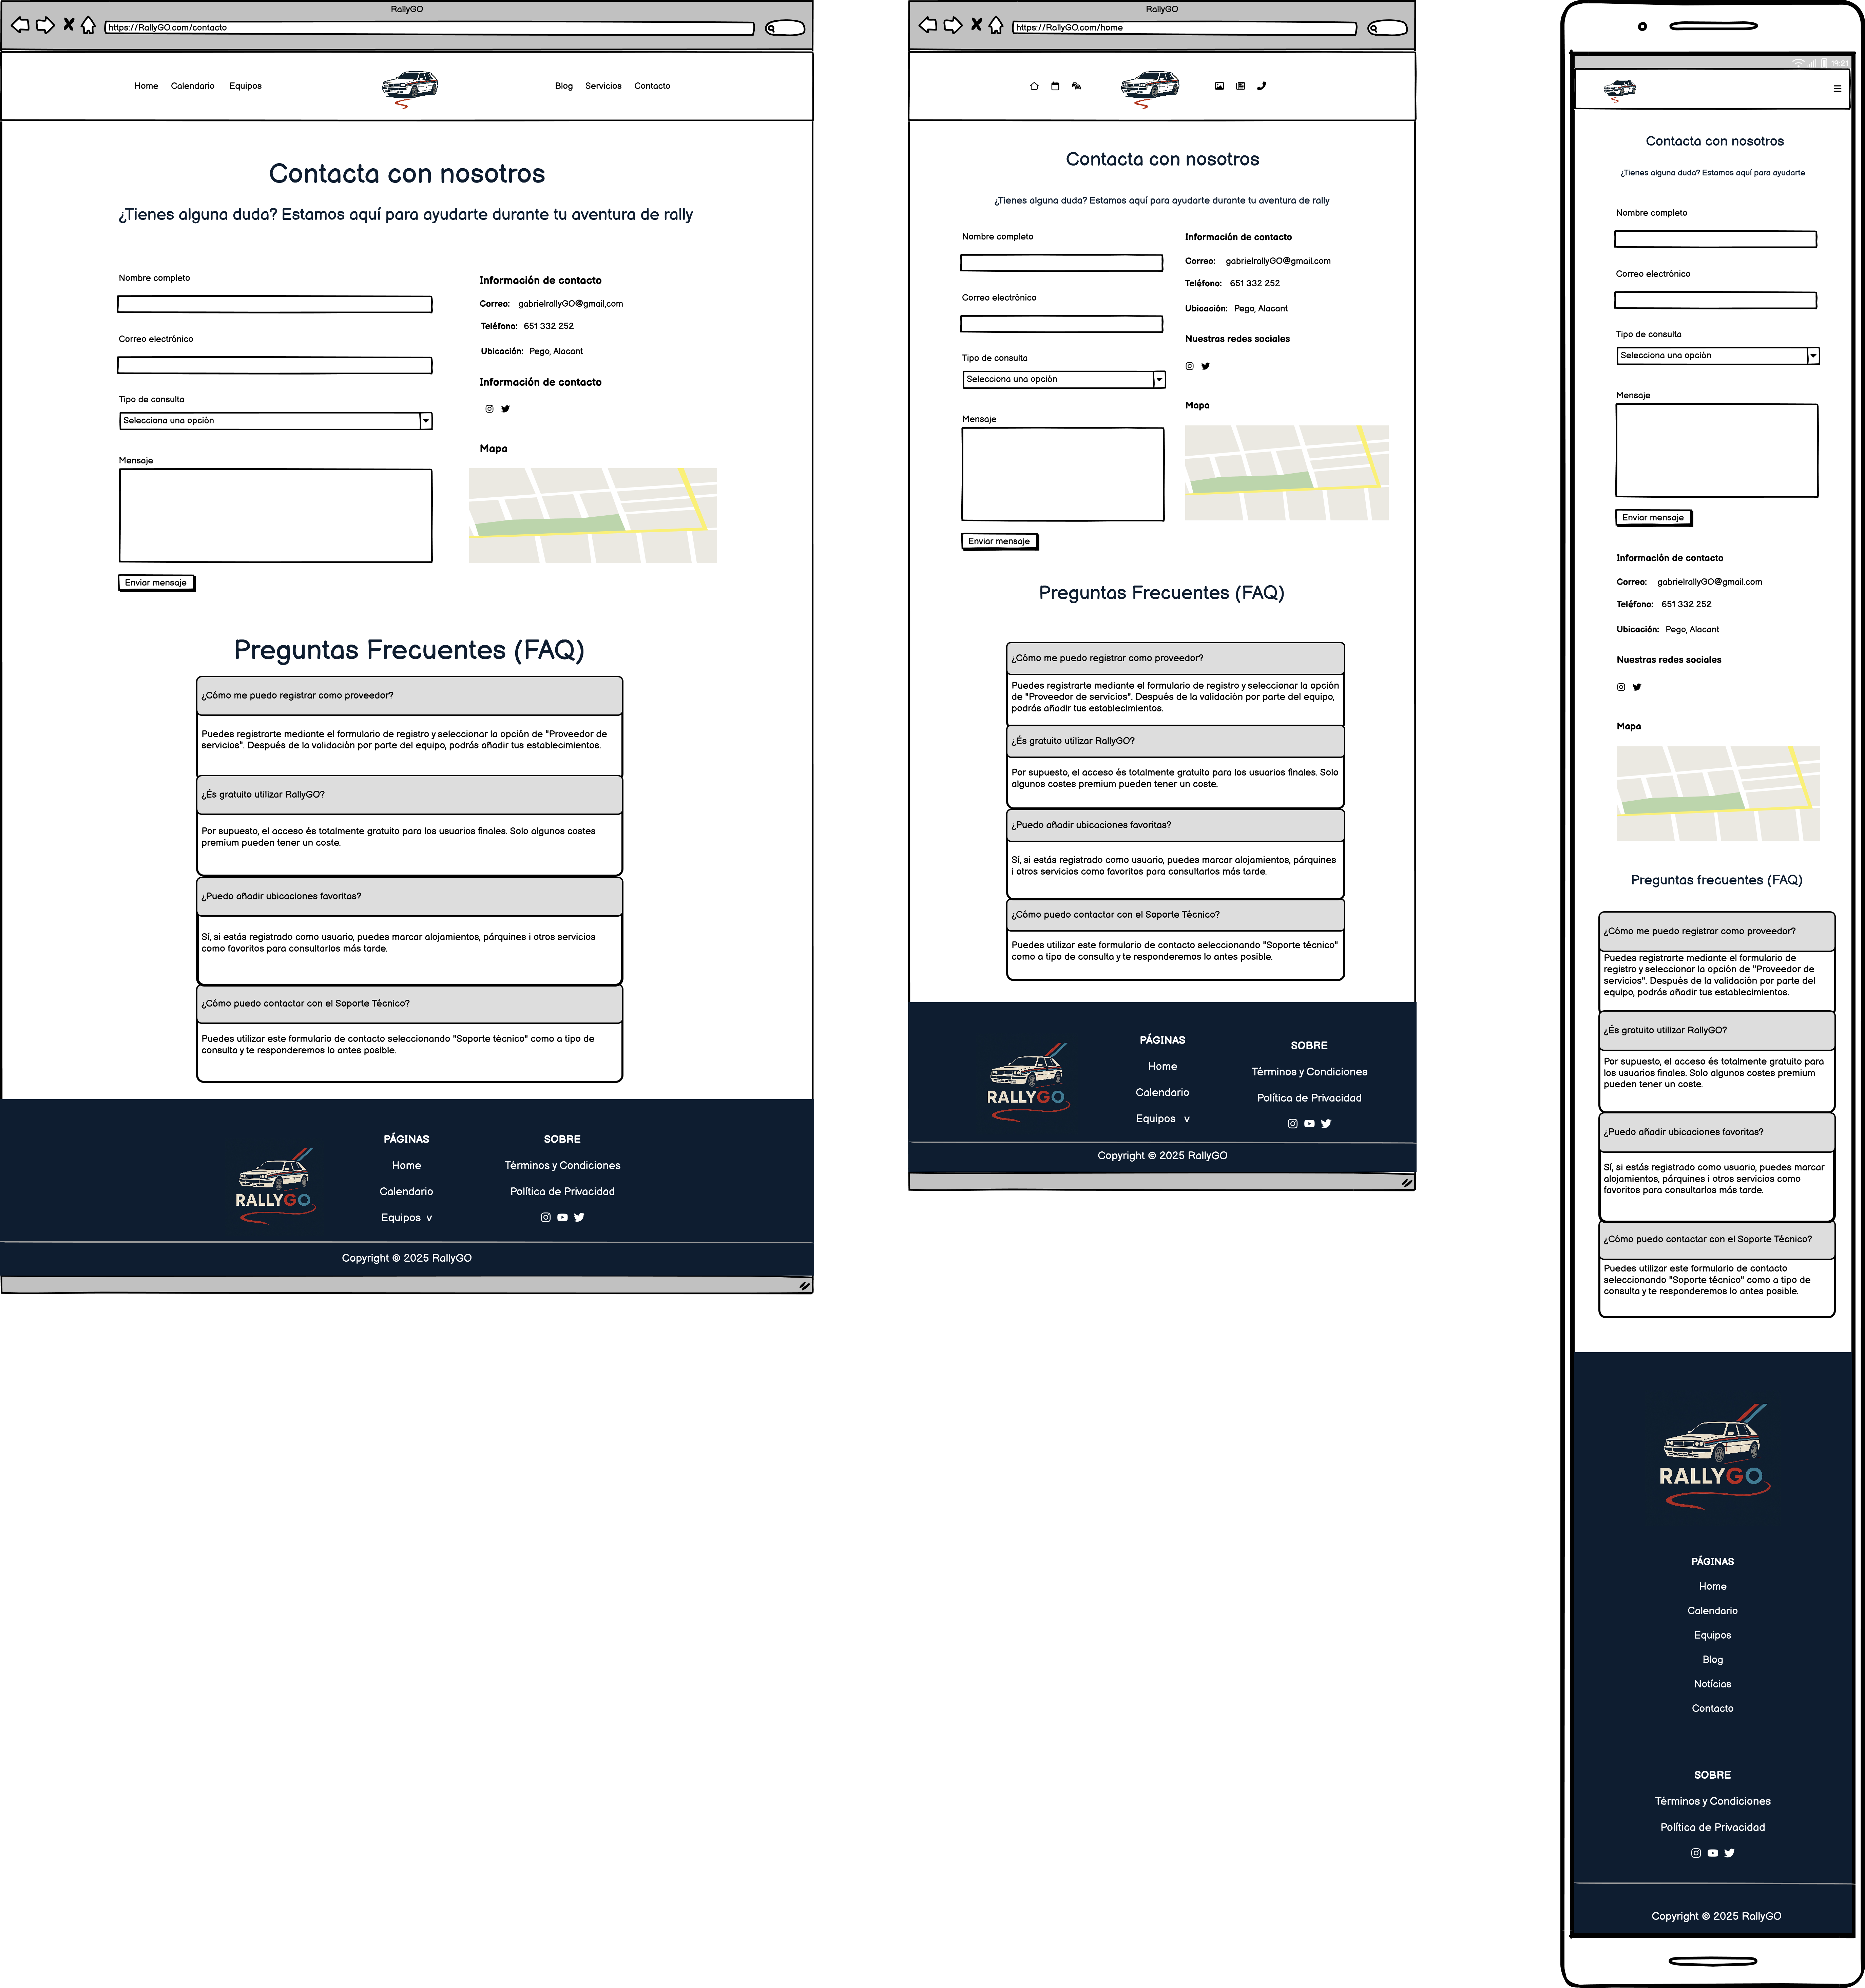 RallyGO
https://RallyGO.com/contacto
Home Calendario Equipos Blog Servicios Contacto
Contacta con nosotros
¿Tienes alguna duda? Estamos aquí para ayudarte durante tu aventura de rally
Nombre completo
Correo electrónico
Tipo de consulta
Selecciona una opción
Mensaje
Enviar mensaje
Información de contacto
Correo: gabrielrallyGO@gmail,com
Teléfono: 651 332 252
Ubicación: Pego, Alacant
Información de contacto
Mapa
Preguntas Frecuentes (FAQ)
¿Cómo me puedo registrar como proveedor?
Puedes registrarte mediante el formulario de registro y seleccionar la opción de "Proveedor de
servicios". Después de la validación por parte del equipo, podrás añadir tus establecimientos.
¿És gratuito utilizar RallyGO?
Por supuesto, el acceso és totalmente gratuito para los usuarios finales. Solo algunos costes
premium pueden tener un coste.
¿Puedo añadir ubicaciones favoritas?
Sí, si estás registrado como usuario, puedes marcar alojamientos, párquines i otros servicios
como favoritos para consultarlos más tarde.
¿Cómo puedo contactar con el Soporte Técnico?
Puedes utilizar este formulario de contacto seleccionando "Soporte técnico" como a tipo de
consulta y te responderemos lo antes posible.
RALLYGO
PÁGINAS
Home
Calendario
Equipos v
SOBRE
Términos y Condiciones
Política de Privacidad
Copyright © 2025 RallyGO
RallyGO
https://RallyGO.com/home
Contacta con nosotros
¿Tienes alguna duda? Estamos aquí para ayudarte durante tu aventura de rally
Nombre completo
Correo electrónico
Tipo de consulta
Selecciona una opción
Mensaje
Enviar mensaje
Información de contacto
Correo: gabrielrallyGO@gmail.com
Teléfono: 651 332 252
Ubicación: Pego, Alacant
Nuestras redes sociales
Mapa
Preguntas Frecuentes (FAQ)
¿Cómo me puedo registrar como proveedor?
Puedes registrarte mediante el formulario de registro y seleccionar la opción
de "Proveedor de servicios". Después de la validación por parte del equipo,
podrás añadir tus establecimientos.
¿És gratuito utilizar RallyGO?
Por supuesto, el acceso és totalmente gratuito para los usuarios finales. Solo
algunos costes premium pueden tener un coste.
¿Puedo añadir ubicaciones favoritas?
Sí, si estás registrado como usuario, puedes marcar alojamientos, párquines
i otros servicios como favoritos para consultarlos más tarde.
¿Cómo puedo contactar con el Soporte Técnico?
Puedes utilizar este formulario de contacto seleccionando "Soporte técnico"
como a tipo de consulta y te responderemos lo antes posible.
RALLYGO
PÁGINAS
Home
Calendario
Equipos v
SOBRE
Términos y Condiciones
Política de Privacidad
Copyright © 2025 RallyGO
19:21
Contacta con nosotros
¿Tienes alguna duda? Estamos aquí para ayudarte
Nombre completo
Correo electrónico
Tipo de consulta
Selecciona una opción
Mensaje
Enviar mensaje
Información de contacto
Correo: gabrielrallyGO@gmail.com
Teléfono: 651 332 252
Ubicación: Pego, Alacant
Nuestras redes sociales
Mapa
Preguntas frecuentes (FAQ)
¿Cómo me puedo registrar como proveedor?
Puedes registrarte mediante el formulario de
registro y seleccionar la opción de "Proveedor de
servicios". Después de la validación por parte del
equipo, podrás añadir tus establecimientos.
¿És gratuito utilizar RallyGO?
Por supuesto, el acceso és totalmente gratuito para
los usuarios finales. Solo algunos costes premium
pueden tener un coste.
¿Puedo añadir ubicaciones favoritas?
Sí, si estás registrado como usuario, puedes marcar
alojamientos, párquines i otros servicios como
favoritos para consultarlos más tarde.
¿Cómo puedo contactar con el Soporte Técnico?
Puedes utilizar este formulario de contacto
seleccionando "Soporte técnico" como a tipo de
consulta y te responderemos lo antes posible.
RALLYGO
PÁGINAS
Home
Calendario
Equipos
Blog
Notícias
Contacto
SOBRE
Términos y Condiciones
Política de Privacidad
Copyright © 2025 RallyGO